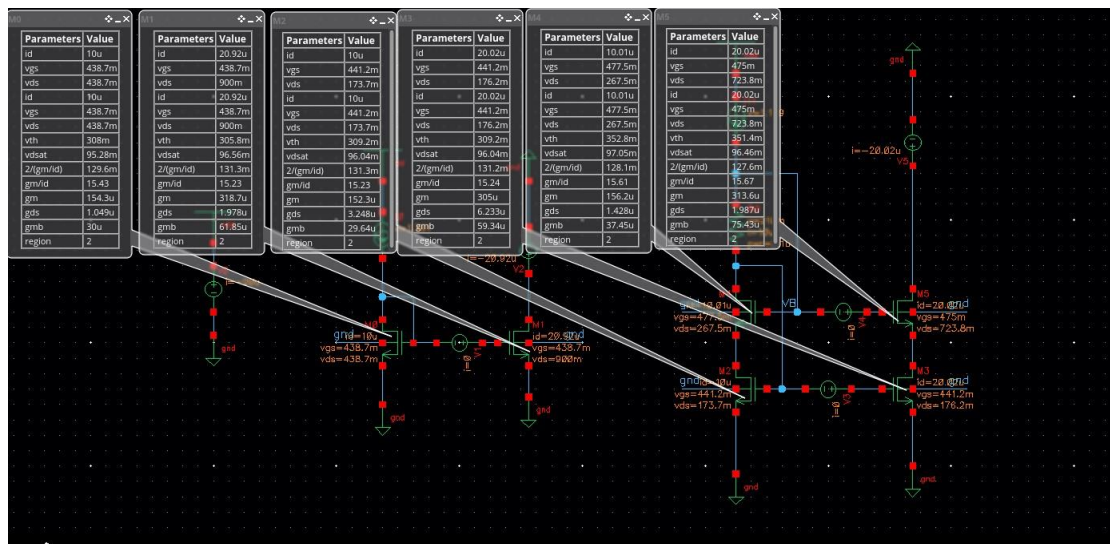 M0
Parameters Value
id 10u
vgs 438.7m
vds 438.7m
id 10u
vgs 438.7m
vds 438.7m
vth 308m
vdsat 95.28m
2/(gm/id) 129.6m
gm/id 15.43
gm 154.3u
gds 1.049u
gmb 30u
region 2
M1
Parameters Value
id 20.92u
vgs 438.7m
vds 900m
id 20.92u
vgs 438.7m
vds 900m
vth 305.8m
vdsat 96.56m
2/(gm/id) 131.3m
gm/id 15.23
gm 318.7u
gds 1.978u
gmb 61.85u
region 2
M2
Parameters Value
id 10u
vgs 441.2m
vds 173.7m
id 10u
vgs 441.2m
vds 173.7m
vth 309.2m
vdsat 96.04m
2/(gm/id) 131.3m
gm/id 15.23
gm 152.3u
gds 3.248u
gmb 29.64u
region 2
M3
Parameters Value
id 20.02u
vgs 441.2m
vds 176.2m
id 20.02u
vgs 441.2m
vds 176.2m
vth 309.2m
vdsat 96.04m
2/(gm/id) 131.2m
gm/id 15.24
gm 305u
gds 6.233u
gmb 59.34u
region 2
M4
Parameters Value
id 10.01u
vgs 477.5m
vds 267.5m
id 10.01u
vgs 477.5m
vds 267.5m
vth 352.8m
vdsat 97.05m
2/(gm/id) 128.1m
gm/id 15.61
gm 156.2u
gds 1.428u
gmb 37.45u
region 2
M5
Parameters Value
id 20.02u
vgs 475m
vds 723.8m
id 20.02u
vgs 475m
vds 723.8m
vth 351.4m
vdsat 96.46m
2/(gm/id) 127.6m
gm/id 15.67
gm 313.6u
gds 1.987u
gmb 75.43u
region 2
gnd
i=-20.02u
V5
i=-20.92u
V2
gnd
M0
gnd
id=10u
vgs=438.7m
vds=438.7m
gnd
i=0
V1
M1
gnd
vgs=438.7m
vds=900m
gnd
gnd
vds=267.5m
VB
i=0
V4
M5
gnd
vgs=475m
vds=723.8m
M2
gnd
id=10u
vgs=441.2m
vds=173.7m
gnd
i=0
V3
M3
gnd
vgs=441.2m
vds=176.2m
gnd